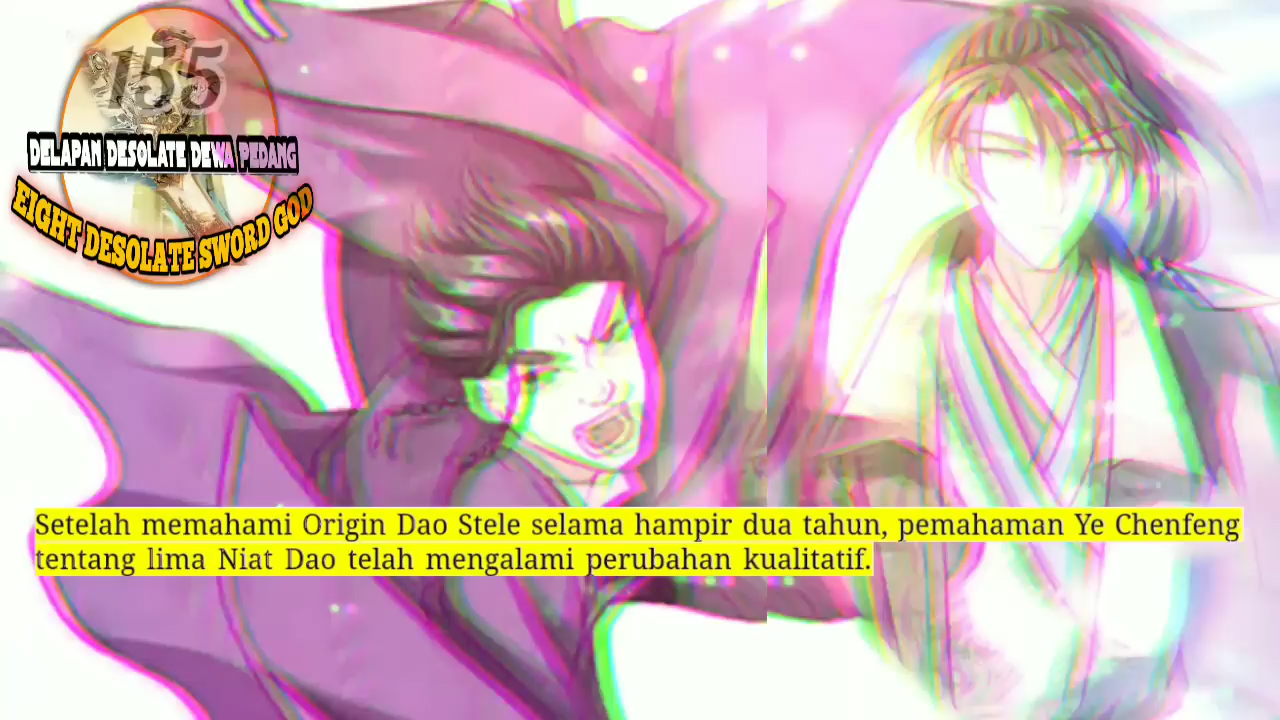 155
DELAPAN DESOLATE DEWA PEDANG
EIGHT DESOLATE SWORD GOD
Setelah memahami Origin Dao Stele selama hampir dua tahun, pemahaman Ye Chenfeng
tentang lima Niat Dao telah mengalami perubahan kualitatif.